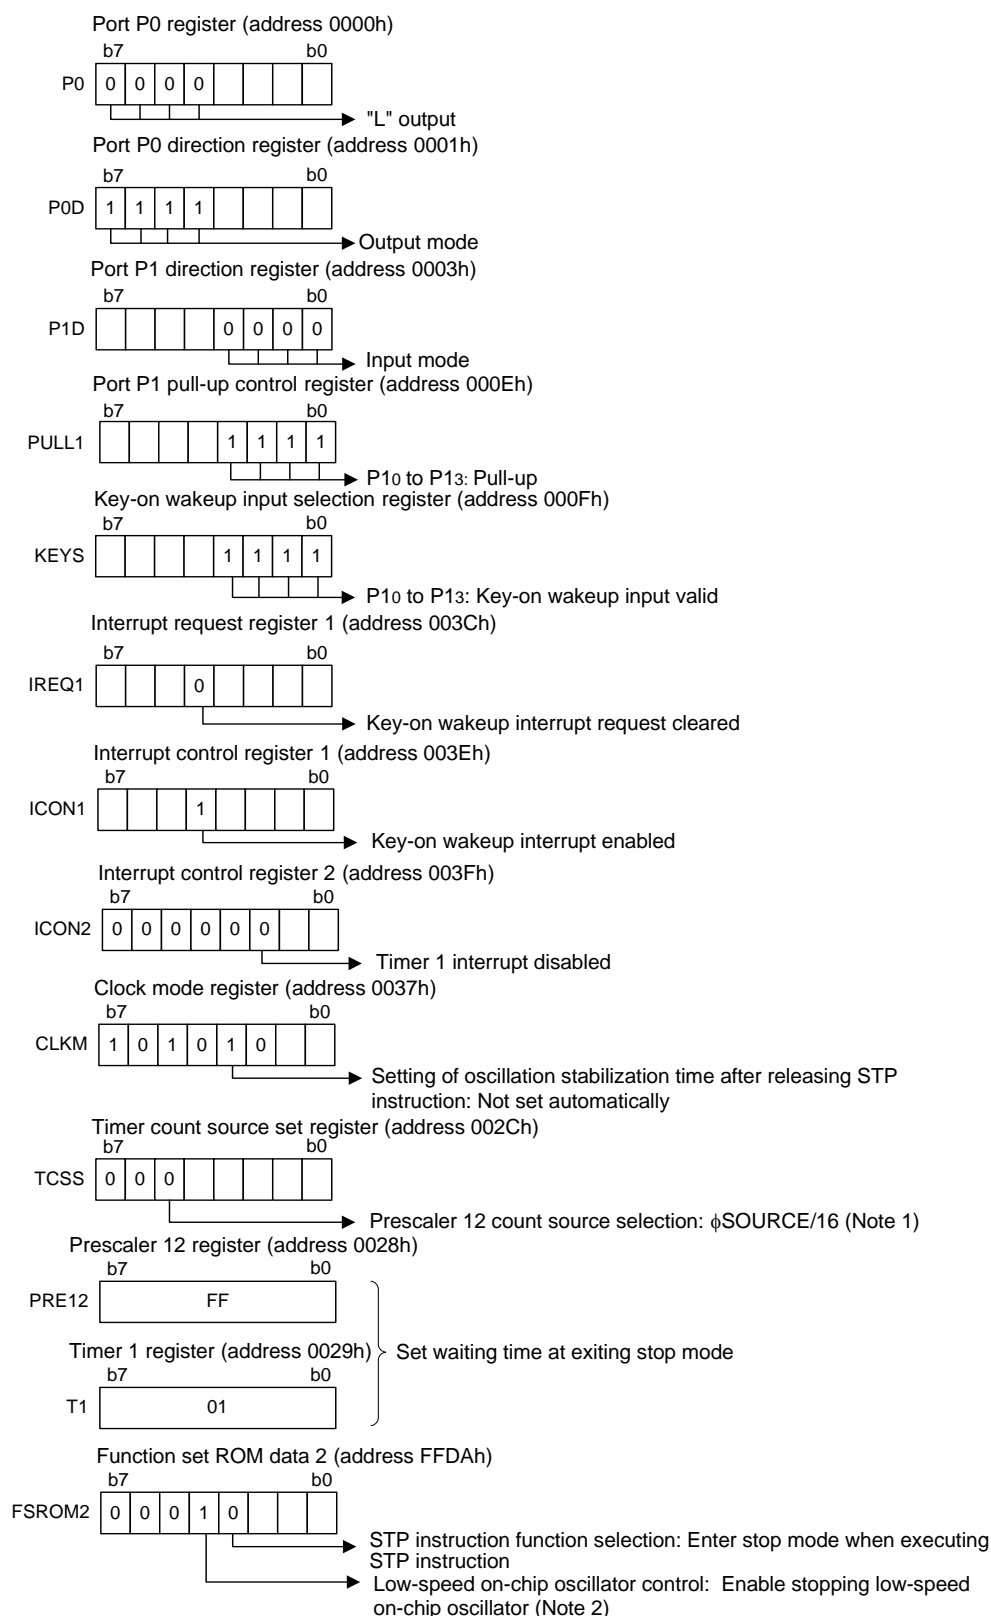 Port P0 register (address 0000h)
b7 b0
P0 0 0 0 0
"L" output
Port P0 direction register (address 0001h)
b7 b0
P0D 1 1 1 1
Output mode
Port P1 direction register (address 0003h)
b7 b0
P1D 0 0 0 0
Input mode
Port P1 pull-up control register (address 000Eh)
b7 b0
PULL1 1 1 1 1
P10 to P13: Pull-up
Key-on wakeup input selection register (address 000Fh)
b7 b0
KEYS 1 1 1 1
P10 to P13: Key-on wakeup input valid
Interrupt request register 1 (address 003Ch)
b7 b0
IREQ1 0
Key-on wakeup interrupt request cleared
Interrupt control register 1 (address 003Eh)
b7 b0
ICON1 1
Key-on wakeup interrupt enabled
Interrupt control register 2 (address 003Fh)
b7 b0
ICON2 0 0 0 0 0 0
Timer 1 interrupt disabled
Clock mode register (address 0037h)
b7 b0
CLKM 1 0 1 0 1 0
Setting of oscillation stabilization time after releasing STP
instruction: Not set automatically
Timer count source set register (address 002Ch)
b7 b0
TCSS 0 0 0
Prescaler 12 count source selection: ϕSOURCE/16 (Note 1)
Prescaler 12 register (address 0028h)
b7 b0
PRE12 FF
Timer 1 register (address 0029h)
Set waiting time at exiting stop mode
b7 b0
T1 01
Function set ROM data 2 (address FFDAh)
b7 b0
FSROM2 0 0 0 1 0
STP instruction function selection: Enter stop mode when executing
STP instruction
Low-speed on-chip oscillator control: Enable stopping low-speed
on-chip oscillator (Note 2)